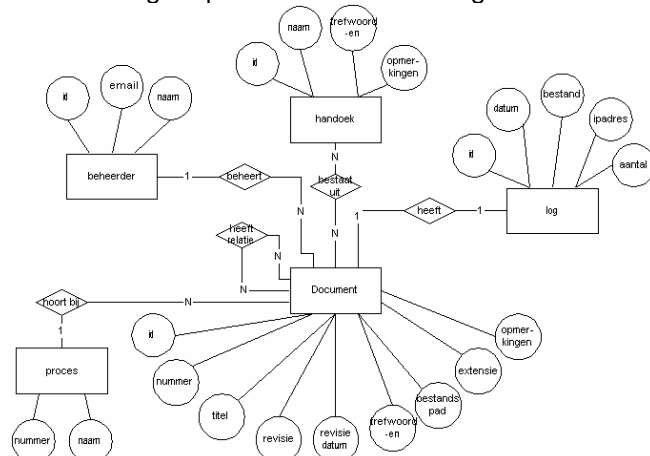 naam
trefwoord
-en
id
opmer-
kingen
handoek
id
email
naam
beheerder
datum
bestand
ipadres
id
aantal
log
1
beheert
N
N
bestaat
uit
N
1
heeft
1
heeft
relatie
N
N
Document
hoort bij
N
1
proces
nummer
naam
id
nummer
titel
revisie
revisie
datum
trefwoord
-en
bestands
pad
extensie
opmer-
kingen